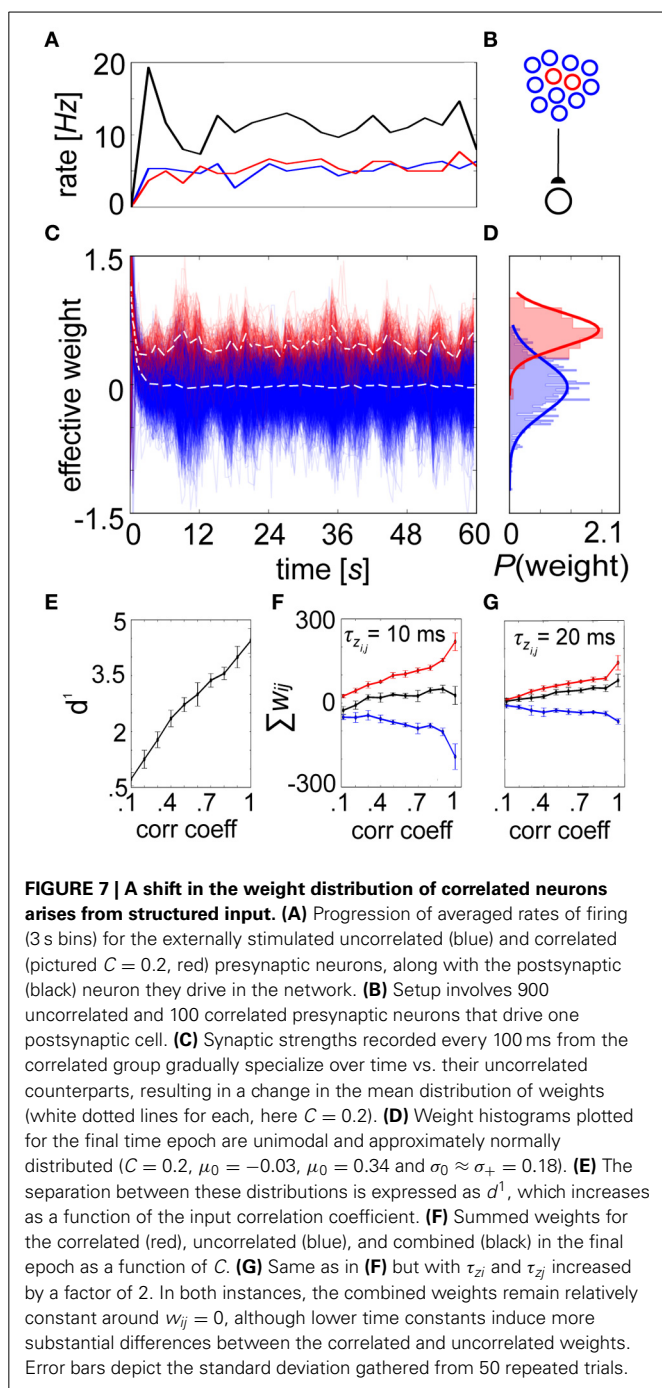 A
B
20
10
0
rate [Hz]
C
D
1.5
0
-1.5
effective weight
0 12 24 36 48 60
time [s]
0 2.1
P(weight)
E
F
G
5
3.5
2
.5
d¹
.1 .4 .7 1
corr coeff
300
0
-300
∑ wij
τzi,j = 10 ms
.1 .4 .7 1
corr coeff
τzi,j = 20 ms
.1 .4 .7 1
corr coeff
FIGURE 7 | A shift in the weight distribution of correlated neurons
arises from structured input. (A) Progression of averaged rates of firing
(3 s bins) for the externally stimulated uncorrelated (blue) and correlated
(pictured C = 0.2, red) presynaptic neurons, along with the postsynaptic
(black) neuron they drive in the network. (B) Setup involves 900
uncorrelated and 100 correlated presynaptic neurons that drive one
postsynaptic cell. (C) Synaptic strengths recorded every 100 ms from the
correlated group gradually specialize over time vs. their uncorrelated
counterparts, resulting in a change in the mean distribution of weights
(white dotted lines for each, here C = 0.2). (D) Weight histograms plotted
for the final time epoch are unimodal and approximately normally
distributed (C = 0.2, μ0 = −0.03, μ0 = 0.34 and σ0 ≈ σ+ = 0.18). (E) The
separation between these distributions is expressed as d¹, which increases
as a function of the input correlation coefficient. (F) Summed weights for
the correlated (red), uncorrelated (blue), and combined (black) in the final
epoch as a function of C. (G) Same as in (F) but with τzi and τzj increased
by a factor of 2. In both instances, the combined weights remain relatively
constant around wij = 0, although lower time constants induce more
substantial differences between the correlated and uncorrelated weights.
Error bars depict the standard deviation gathered from 50 repeated trials.